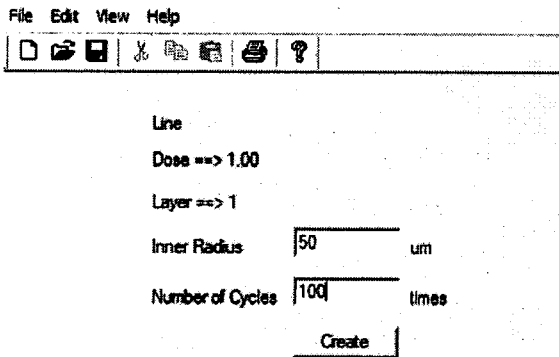 File Edit View Help
Line
Dose ==> 1.00
Layer ==> 1
Inner Radius 50 um
Number of Cycles 100 times
Create